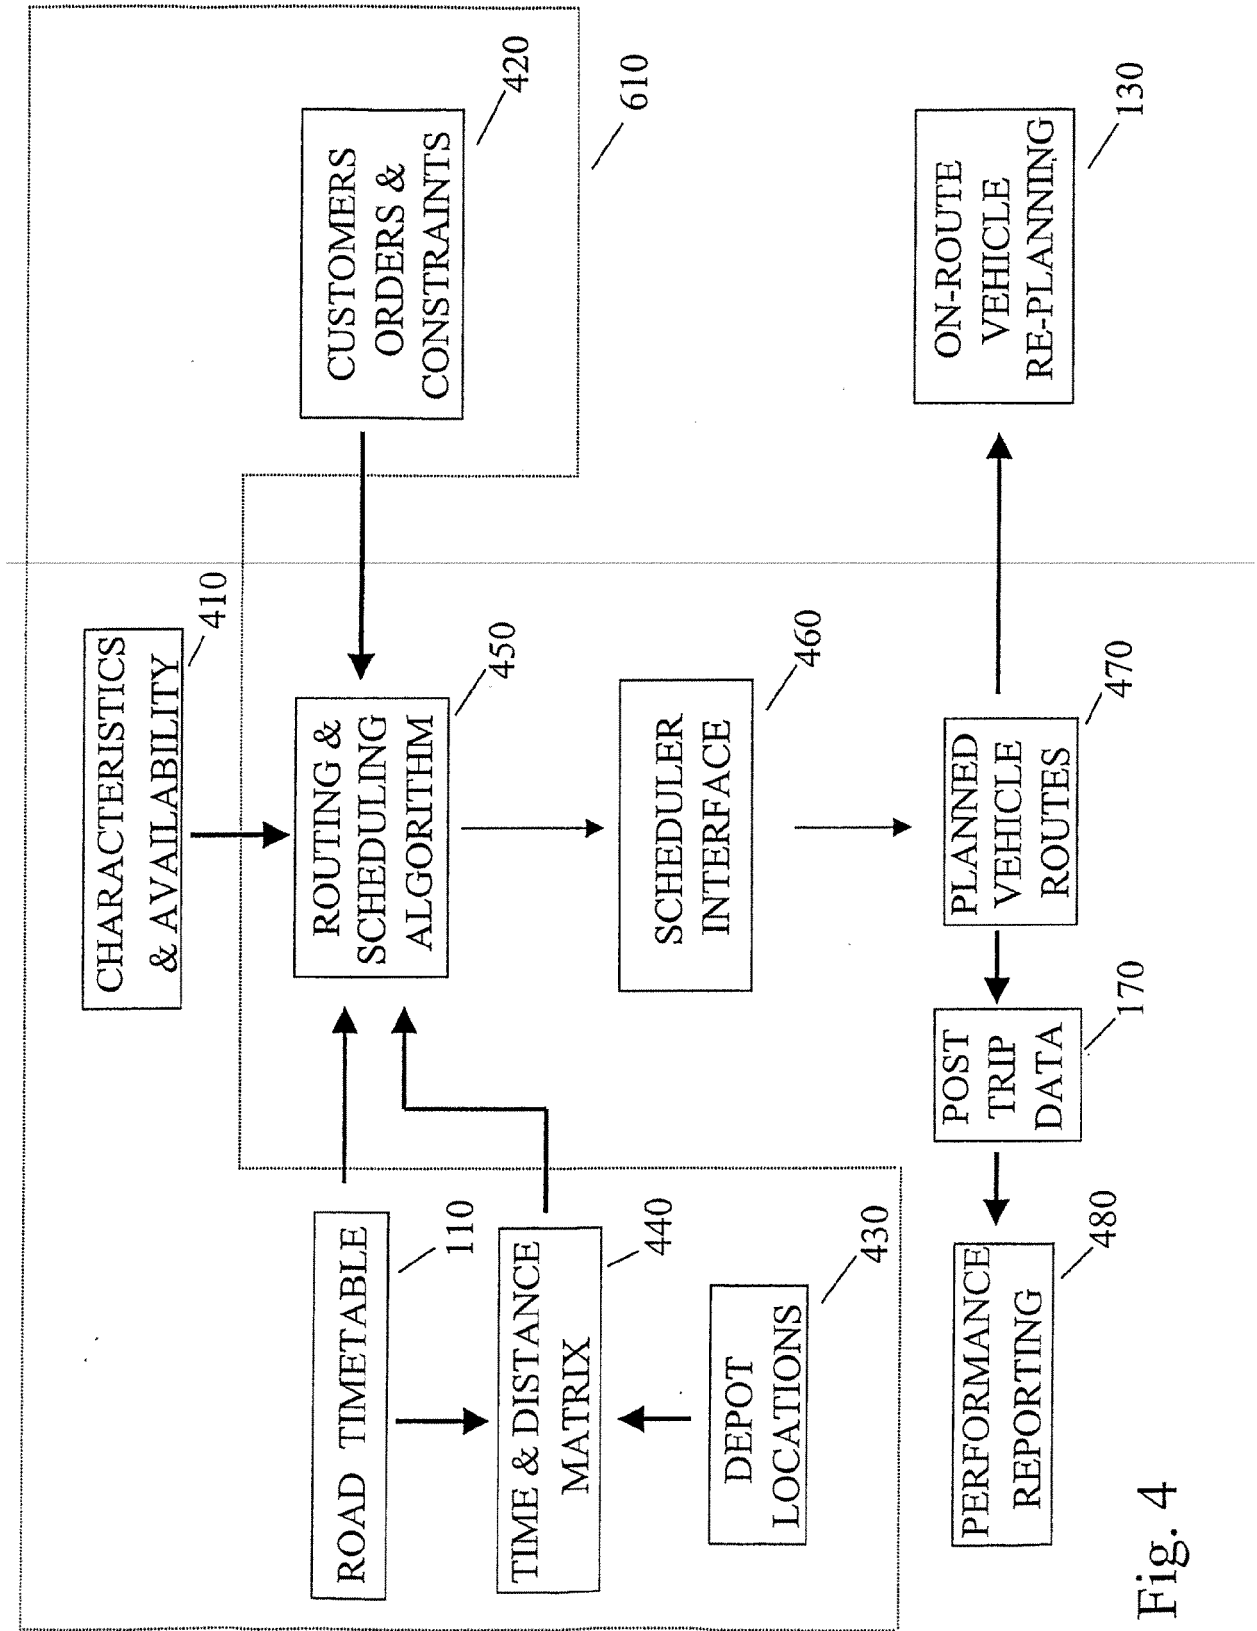 CHARACTERISTICS
& AVAILABILITY
410
ROAD TIMETABLE
110
ROUTING &
SCHEDULING
ALGORITHM
450
CUSTOMERS
ORDERS &
CONSTRAINTS
420
TIME & DISTANCE
MATRIX
440
610
DEPOT
LOCATIONS
430
SCHEDULER
INTERFACE
460
PERFORMANCE
REPORTING
480
POST
TRIP
DATA
170
PLANNED
VEHICLE
ROUTES
470
ON-ROUTE
VEHICLE
RE-PLANNING
130
Fig. 4